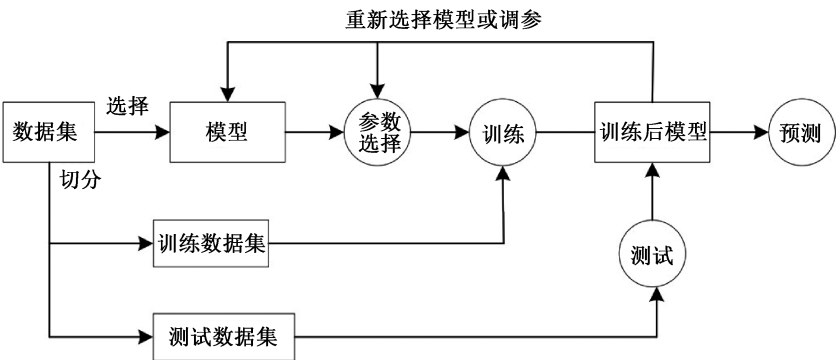 重新选择模型或调参
数据集
选择
模型
参数
选择
训练
训练后模型
预测
切分
训练数据集
测试
测试数据集